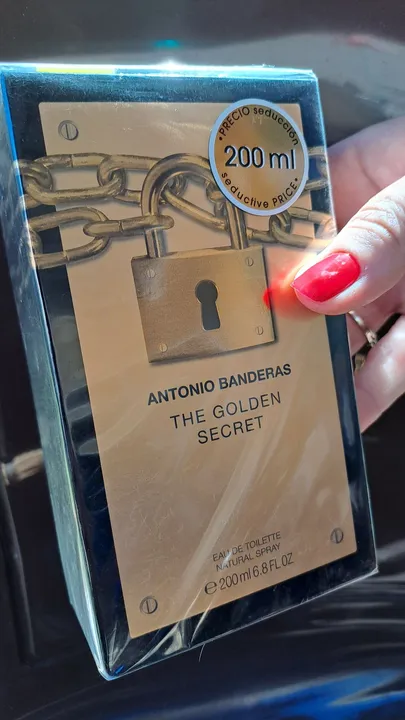 • PRECIO seducción •
200 ml
seductive PRICE
ANTONIO BANDERAS
THE GOLDEN
SECRET
EAU DE TOILETTE
NATURAL SPRAY
℮ 200 ml 6.8 FL OZ